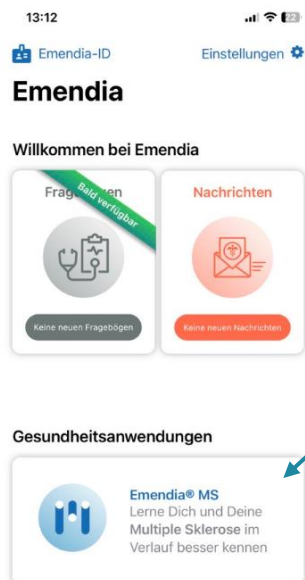 13:12
22
Emendia-ID
Einstellungen
Emendia
Willkommen bei Emendia
Bald verfügbar
Nachrichten
Keine neuen Fragebögen
Keine neuen Nachrichten
Gesundheitsanwendungen
Emendia® MS
Lerne Dich und Deine
Multiple Sklerose im
Verlauf besser kennen